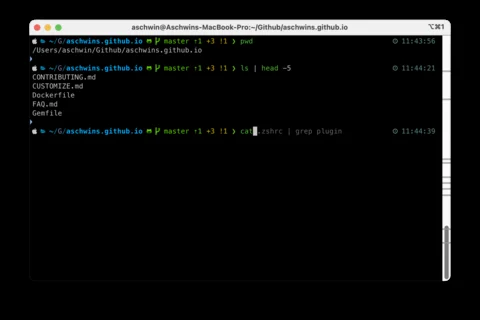 aschwin@Aschwins-MacBook-Pro:~/Github/aschwins.github.io ⌥⌘1
~/G/aschwins.github.io master ↑1 +3 !1 ❯ pwd 11:43:56
/Users/aschwin/Github/aschwins.github.io
~/G/aschwins.github.io master ↑1 +3 !1 ❯ ls | head -5 11:44:21
CONTRIBUTING.md
CUSTOMIZE.md
Dockerfile
FAQ.md
Gemfile
~/G/aschwins.github.io master ↑1 +3 !1 ❯ cat .zshrc | grep plugin 11:44:39